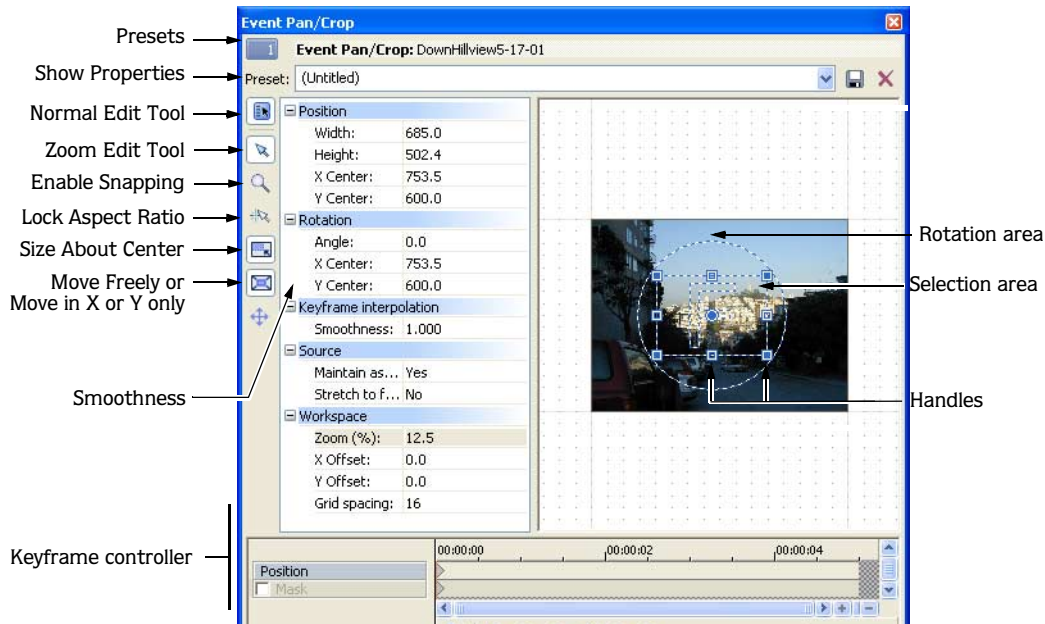 Event Pan/Crop
Presets
1 Event Pan/Crop: DownHillview5-17-01
Show Properties
Preset: (Untitled)
Normal Edit Tool
Zoom Edit Tool
Enable Snapping
Lock Aspect Ratio
Size About Center
Move Freely or
Move in X or Y only
Smoothness
Keyframe controller
Position
Width: 685.0
Height: 502.4
X Center: 753.5
Y Center: 600.0
Rotation
Angle: 0.0
X Center: 753.5
Y Center: 600.0
Keyframe interpolation
Smoothness: 1.000
Source
Maintain as... Yes
Stretch to f... No
Workspace
Zoom (%): 12.5
X Offset: 0.0
Y Offset: 0.0
Grid spacing: 16
Rotation area
Selection area
Handles
00:00:00 00:00:02 00:00:04
Position
Mask